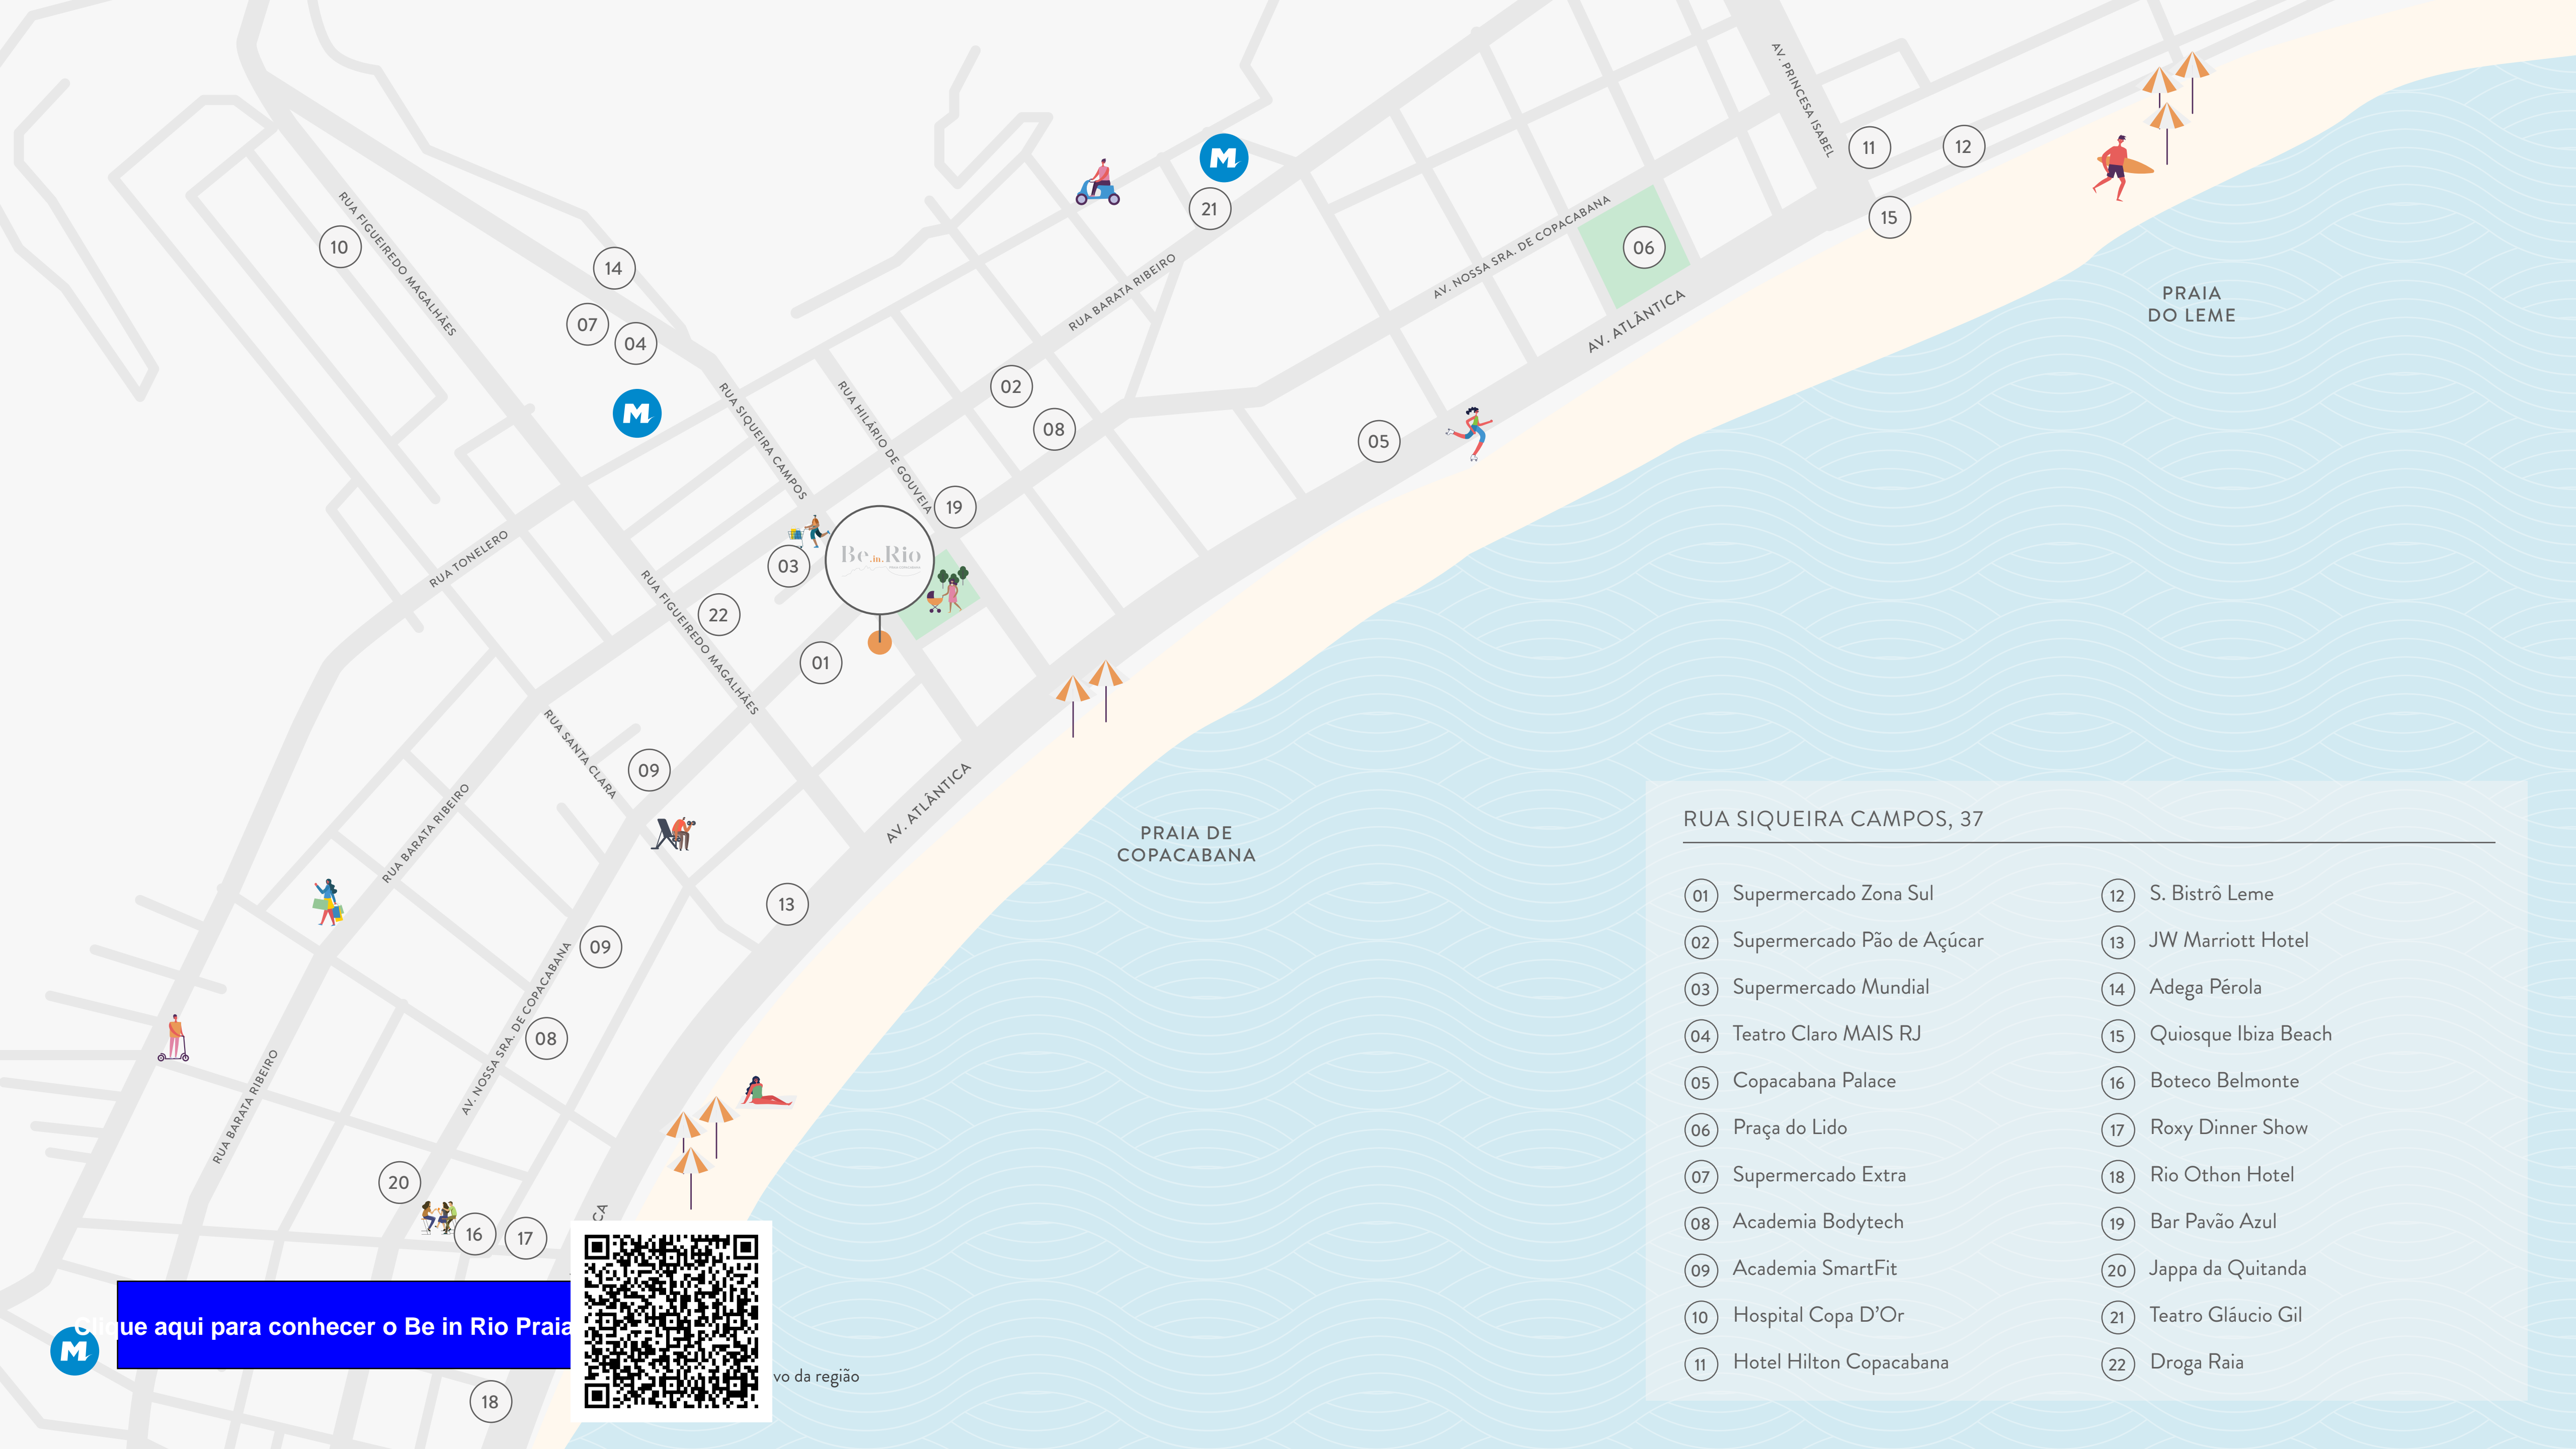 AV. PRINCESA ISABEL
11
12
M
21
15
RUA FIGUEIREDO MAGALHÃES
10
14
AV. NOSSA SRA. DE COPACABANA
06
07
04
RUA BARATA RIBEIRO
AV. ATLÂNTICA
PRAIA
DO LEME
M
RUA SIQUEIRA CAMPOS
RUA HILÁRIO DE GOUVEIA
02
08
05
19
Be.in.Rio
03
RUA TONELERO
RUA FIGUEIREDO MAGALHÃES
22
01
RUA SANTA CLARA
09
AV. ATLÂNTICA
PRAIA DE
COPACABANA
RUA BARATA RIBEIRO
13
09
AV. NOSSA SRA. DE COPACABANA
08
RUA BARATA RIBEIRO
20
16
17
CA
Clique aqui para conhecer o Be in Rio Praia
M
vo da região
18
RUA SIQUEIRA CAMPOS, 37
01 Supermercado Zona Sul
02 Supermercado Pão de Açúcar
03 Supermercado Mundial
04 Teatro Claro MAIS RJ
05 Copacabana Palace
06 Praça do Lido
07 Supermercado Extra
08 Academia Bodytech
09 Academia SmartFit
10 Hospital Copa D’Or
11 Hotel Hilton Copacabana
12 S. Bistrô Leme
13 JW Marriott Hotel
14 Adega Pérola
15 Quiosque Ibiza Beach
16 Boteco Belmonte
17 Roxy Dinner Show
18 Rio Othon Hotel
19 Bar Pavão Azul
20 Jappa da Quitanda
21 Teatro Gláucio Gil
22 Droga Raia